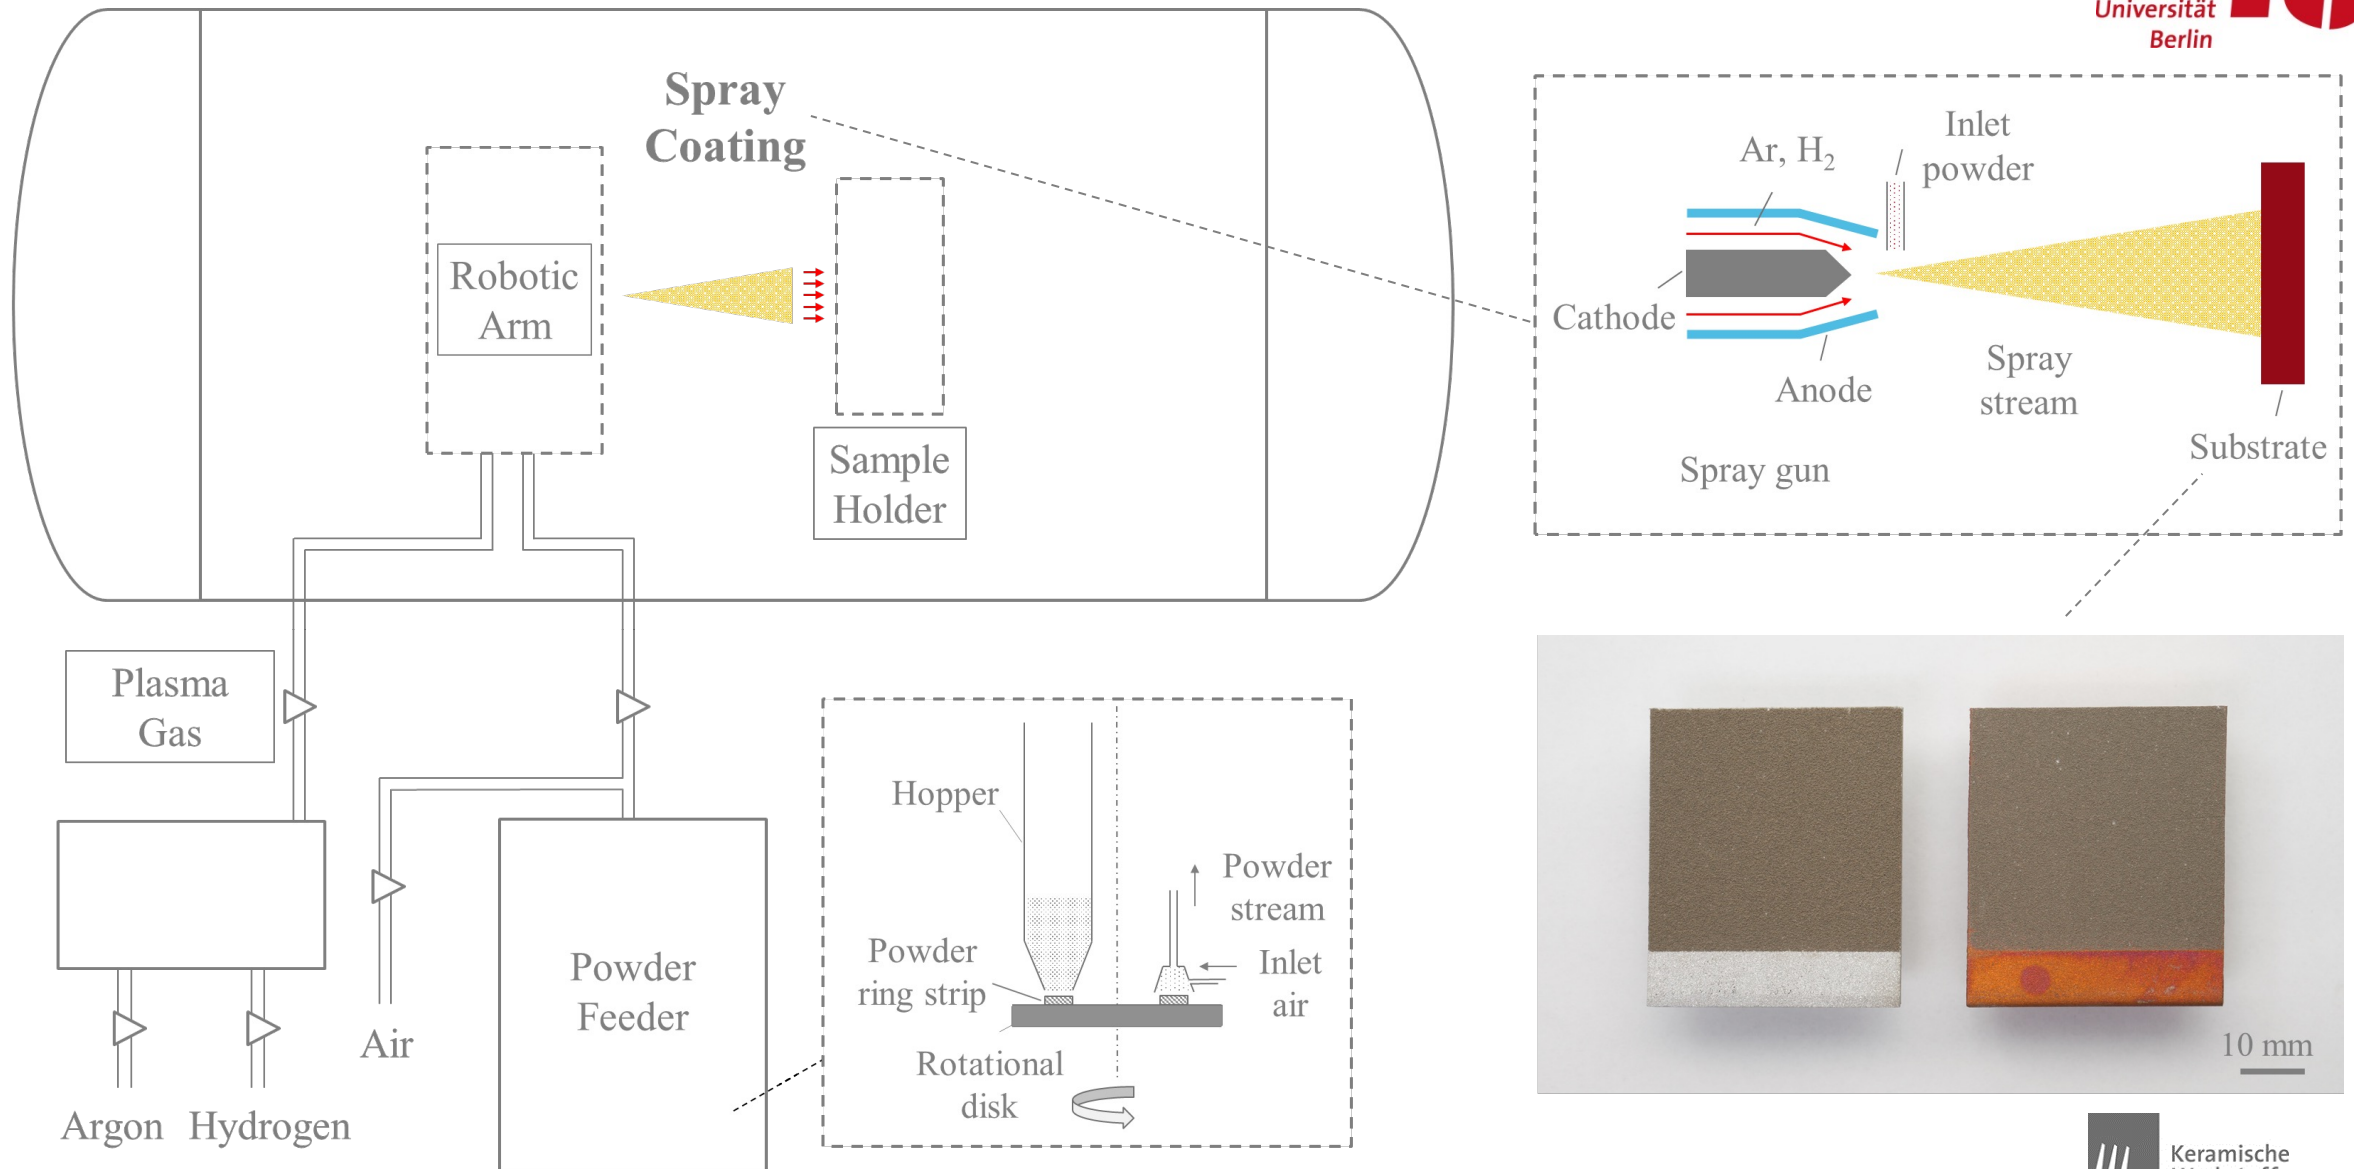 Universität
Berlin
Spray
Coating
Robotic
Arm
Sample
Holder
Ar, H₂
Inlet
powder
Cathode
Anode
Spray
stream
Substrate
Spray gun
Plasma
Gas
Hopper
Powder
stream
Powder
ring strip
Inlet
air
Rotational
disk
Powder
Feeder
Air
Argon
Hydrogen
10 mm
Keramische